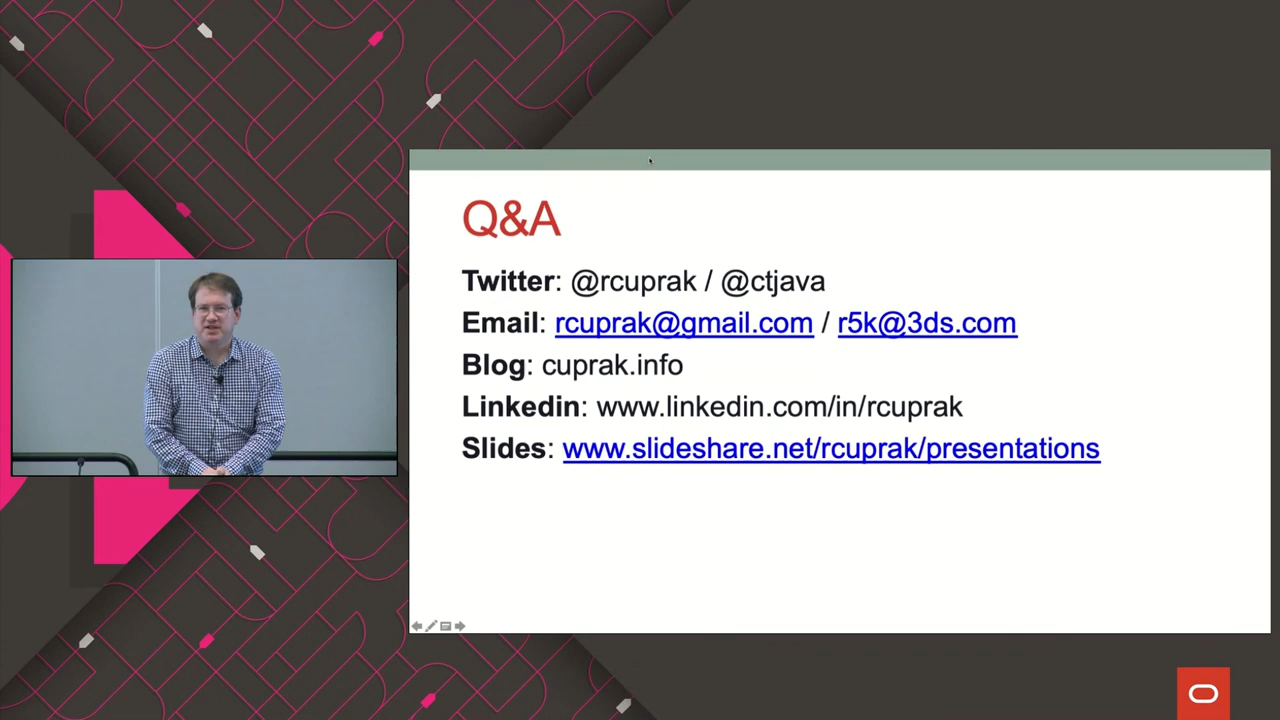 Q&A
Twitter: @rcuprak / @ctjava
Email: rcuprak@gmail.com / r5k@3ds.com
Blog: cuprak.info
Linkedin: www.linkedin.com/in/rcuprak
Slides: www.slideshare.net/rcuprak/presentations